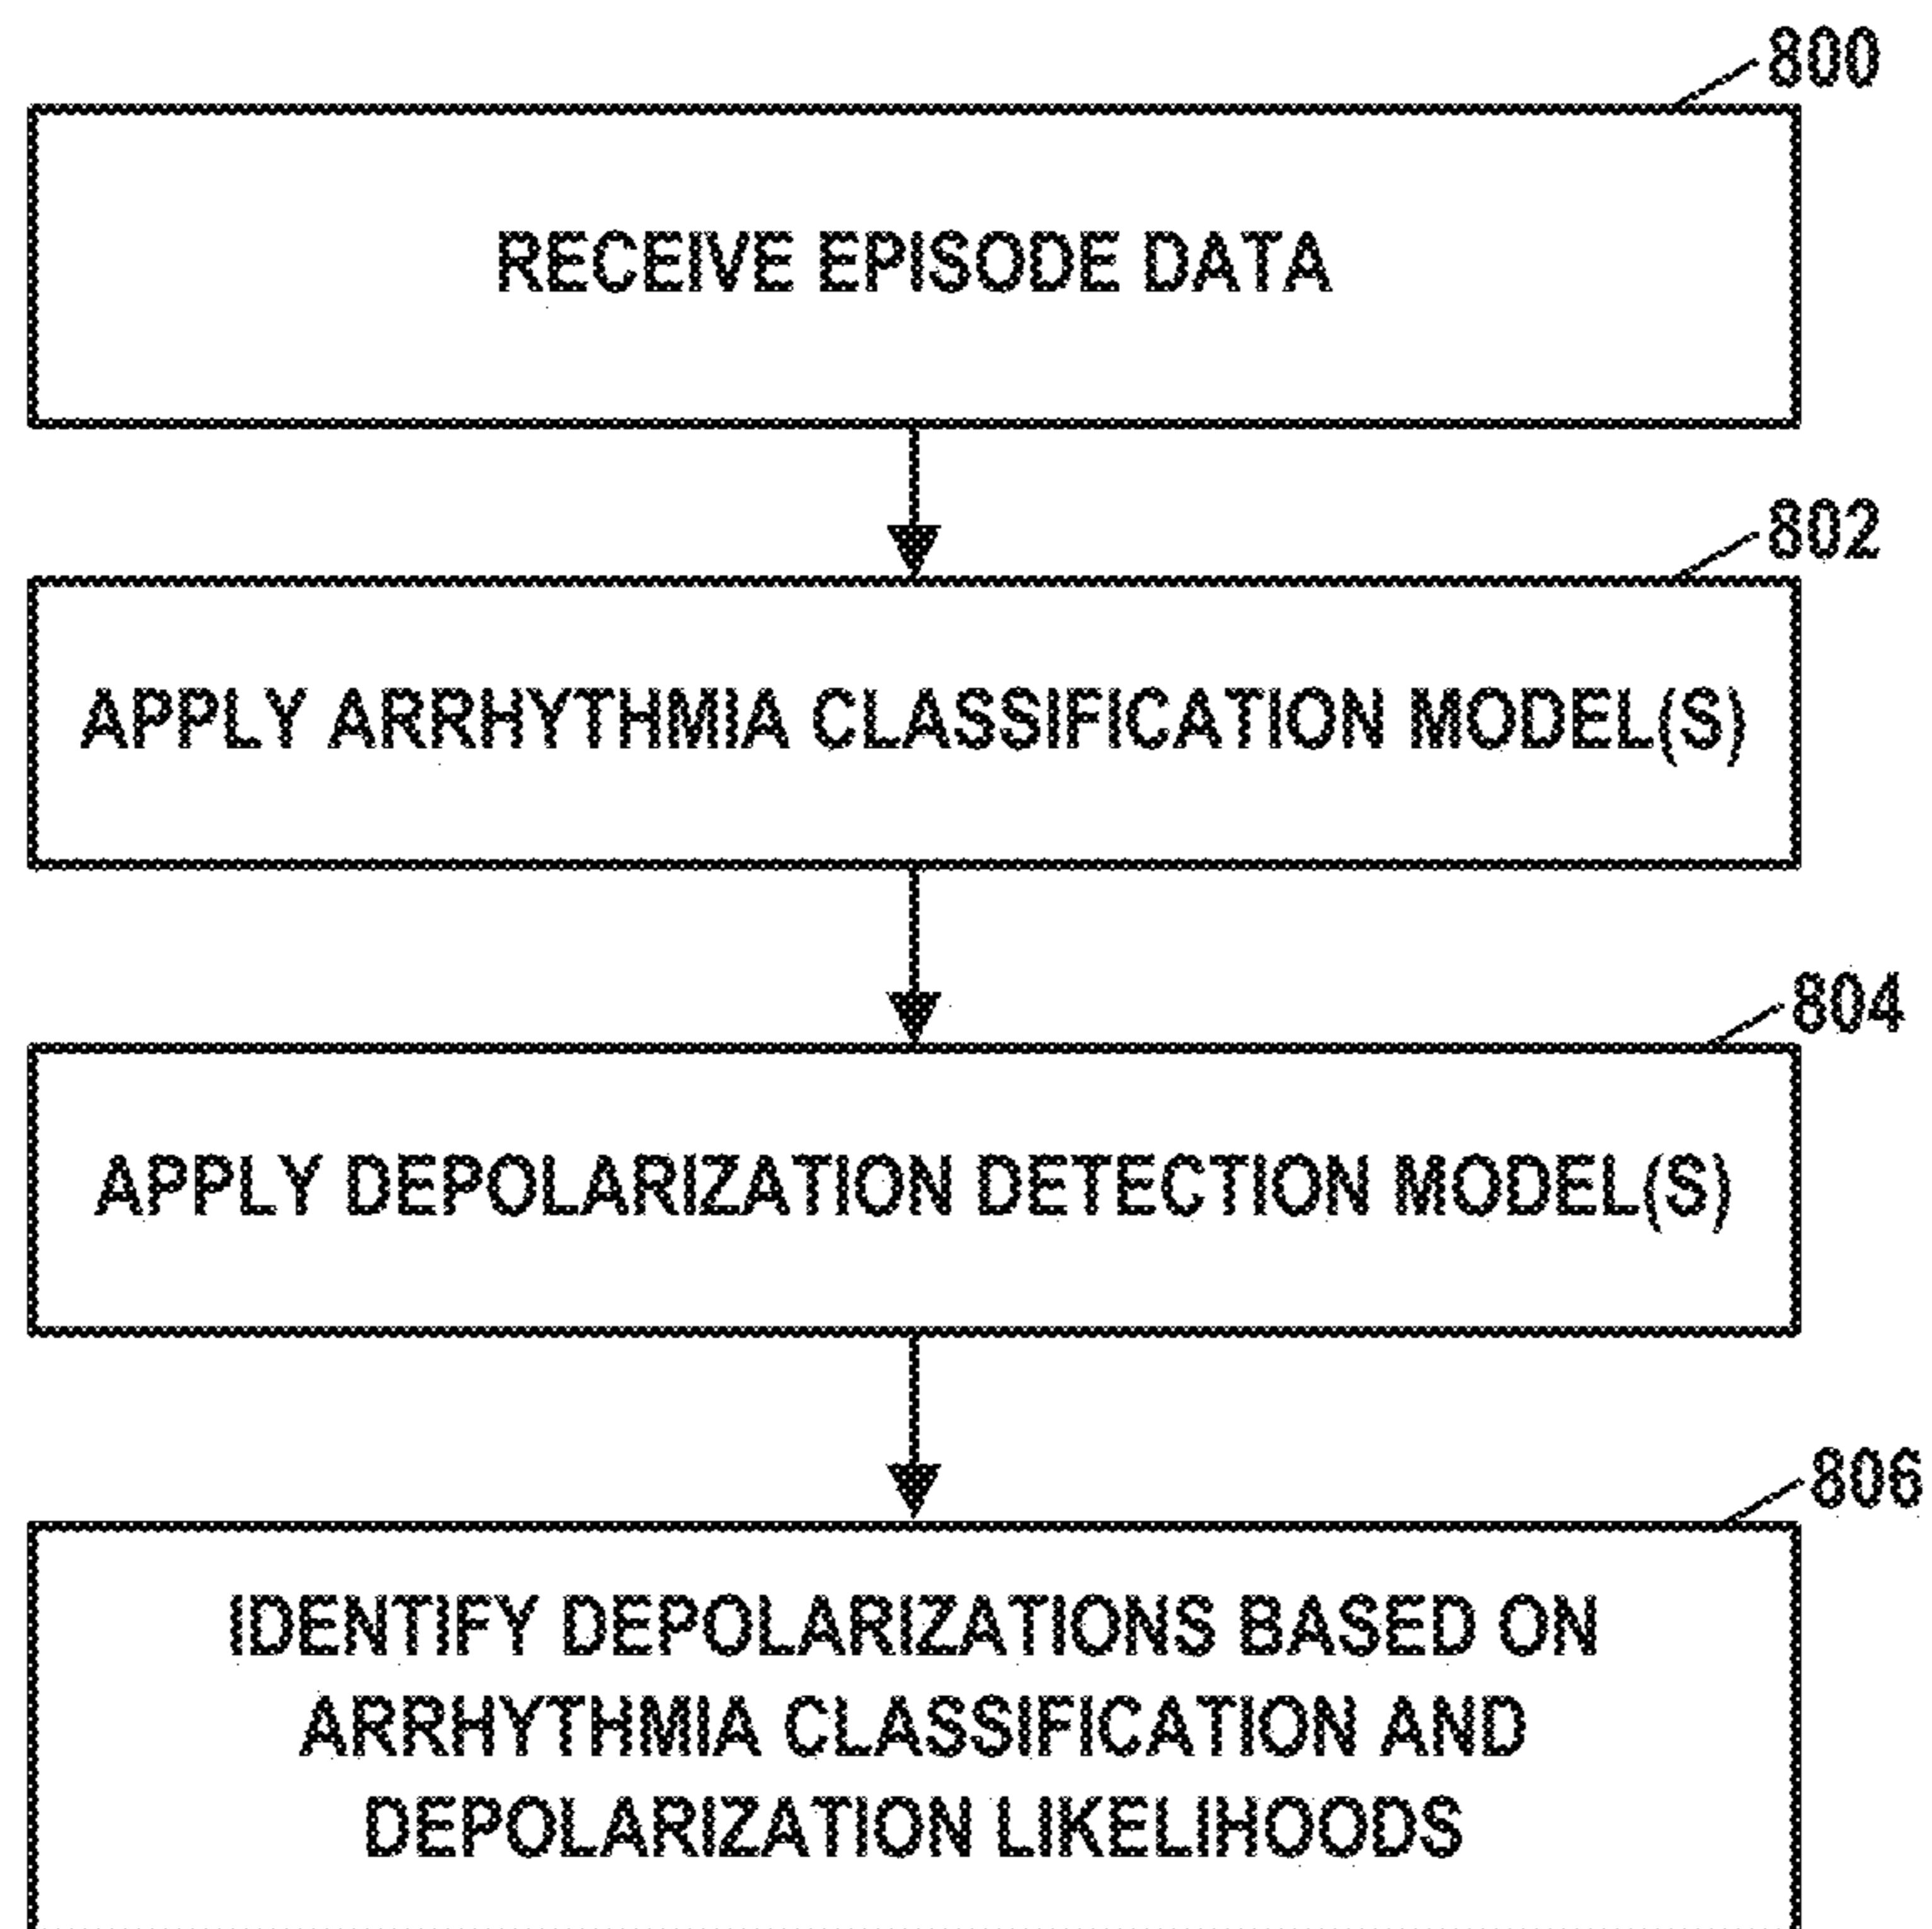 800
RECEIVE EPISODE DATA
802
APPLY ARRHYTHMIA CLASSIFICATION MODEL(S)
804
APPLY DEPOLARIZATION DETECTION MODEL(S)
806
IDENTIFY DEPOLARIZATIONS BASED ON
ARRHYTHMIA CLASSIFICATION AND
DEPOLARIZATION LIKELIHOODS